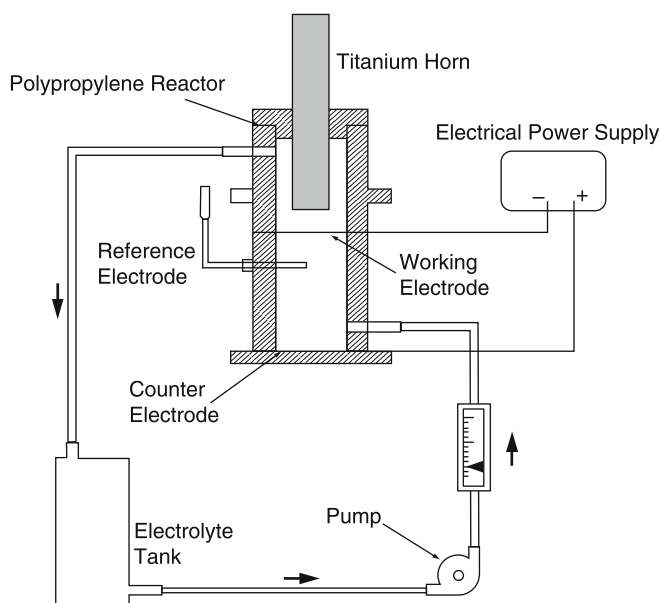 Titanium Horn
Polypropylene Reactor
Electrical Power Supply
− +
Reference
Electrode
Working
Electrode
Counter
Electrode
Pump
Electrolyte
Tank